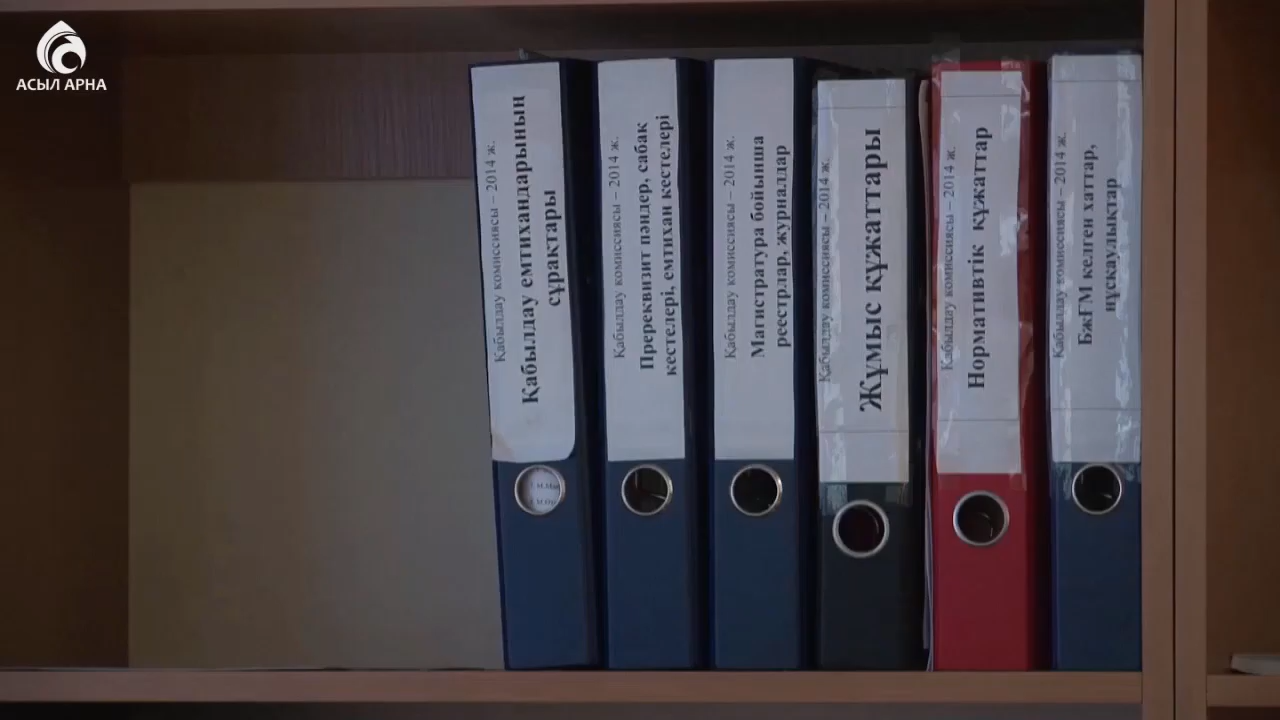 АСЫЛ АРНА
Қабылдау комиссиясы – 2014 ж.
Қабылдау емтихандарының
сұрақтары
Қабылдау комиссиясы – 2014 ж.
Пререквизит пәндер, сабақ
кестелері, емтихан кестелері
Қабылдау комиссиясы – 2014 ж.
Магистратура бойынша
реестрлар, журналдар
Қабылдау комиссиясы – 2014 ж.
Жұмыс құжаттары
Қабылдау комиссиясы – 2014 ж.
Нормативтік құжаттар
Қабылдау комиссиясы – 2014 ж.
БжҒМ келген хаттар,
нұсқаулықтар